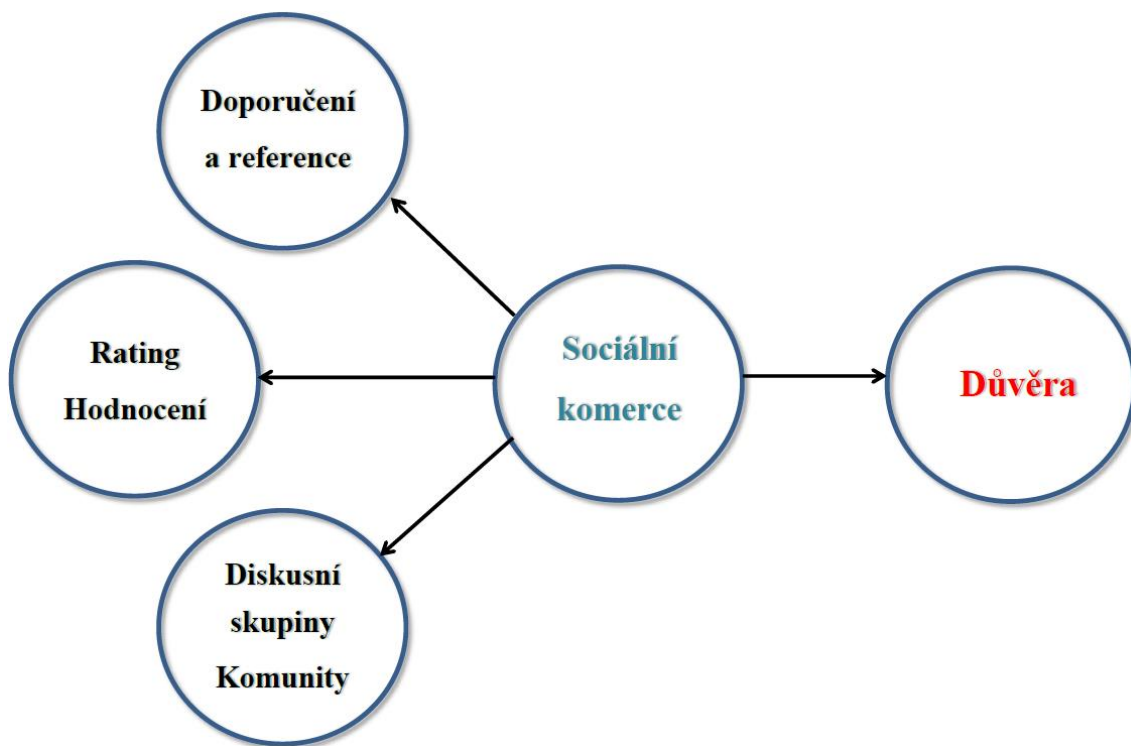 Doporučení
a reference
Rating
Hodnocení
Diskusní
skupiny
Komunity
Sociální
komerce
Důvěra